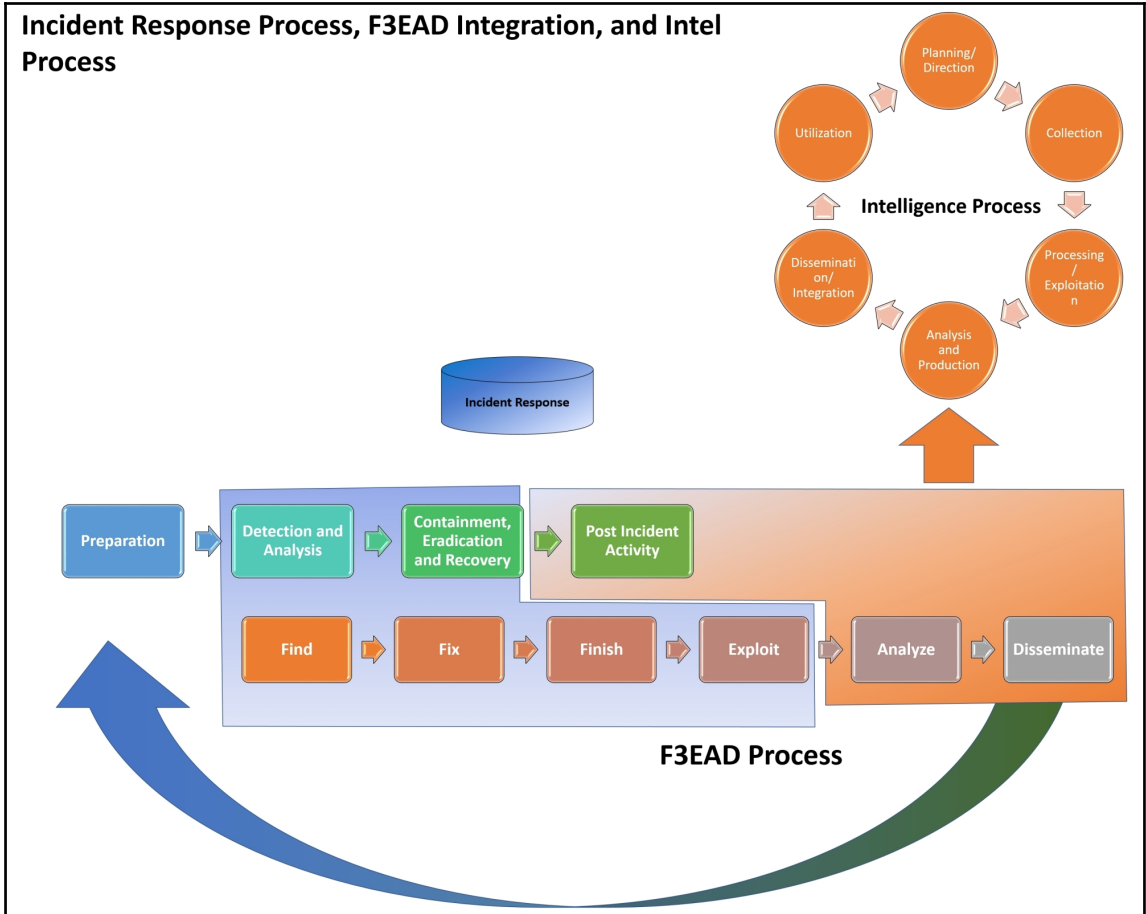 Incident Response Process, F3EAD Integration, and Intel
Process
Planning/
Direction
Utilization
Collection
Intelligence Process
Disseminati
on/
Integration
Processing
/
Exploitatio
n
Analysis
and
Production
Incident Response
Preparation
Detection and
Analysis
Containment,
Eradication
and Recovery
Post Incident
Activity
Find
Fix
Finish
Exploit
Analyze
Disseminate
F3EAD Process